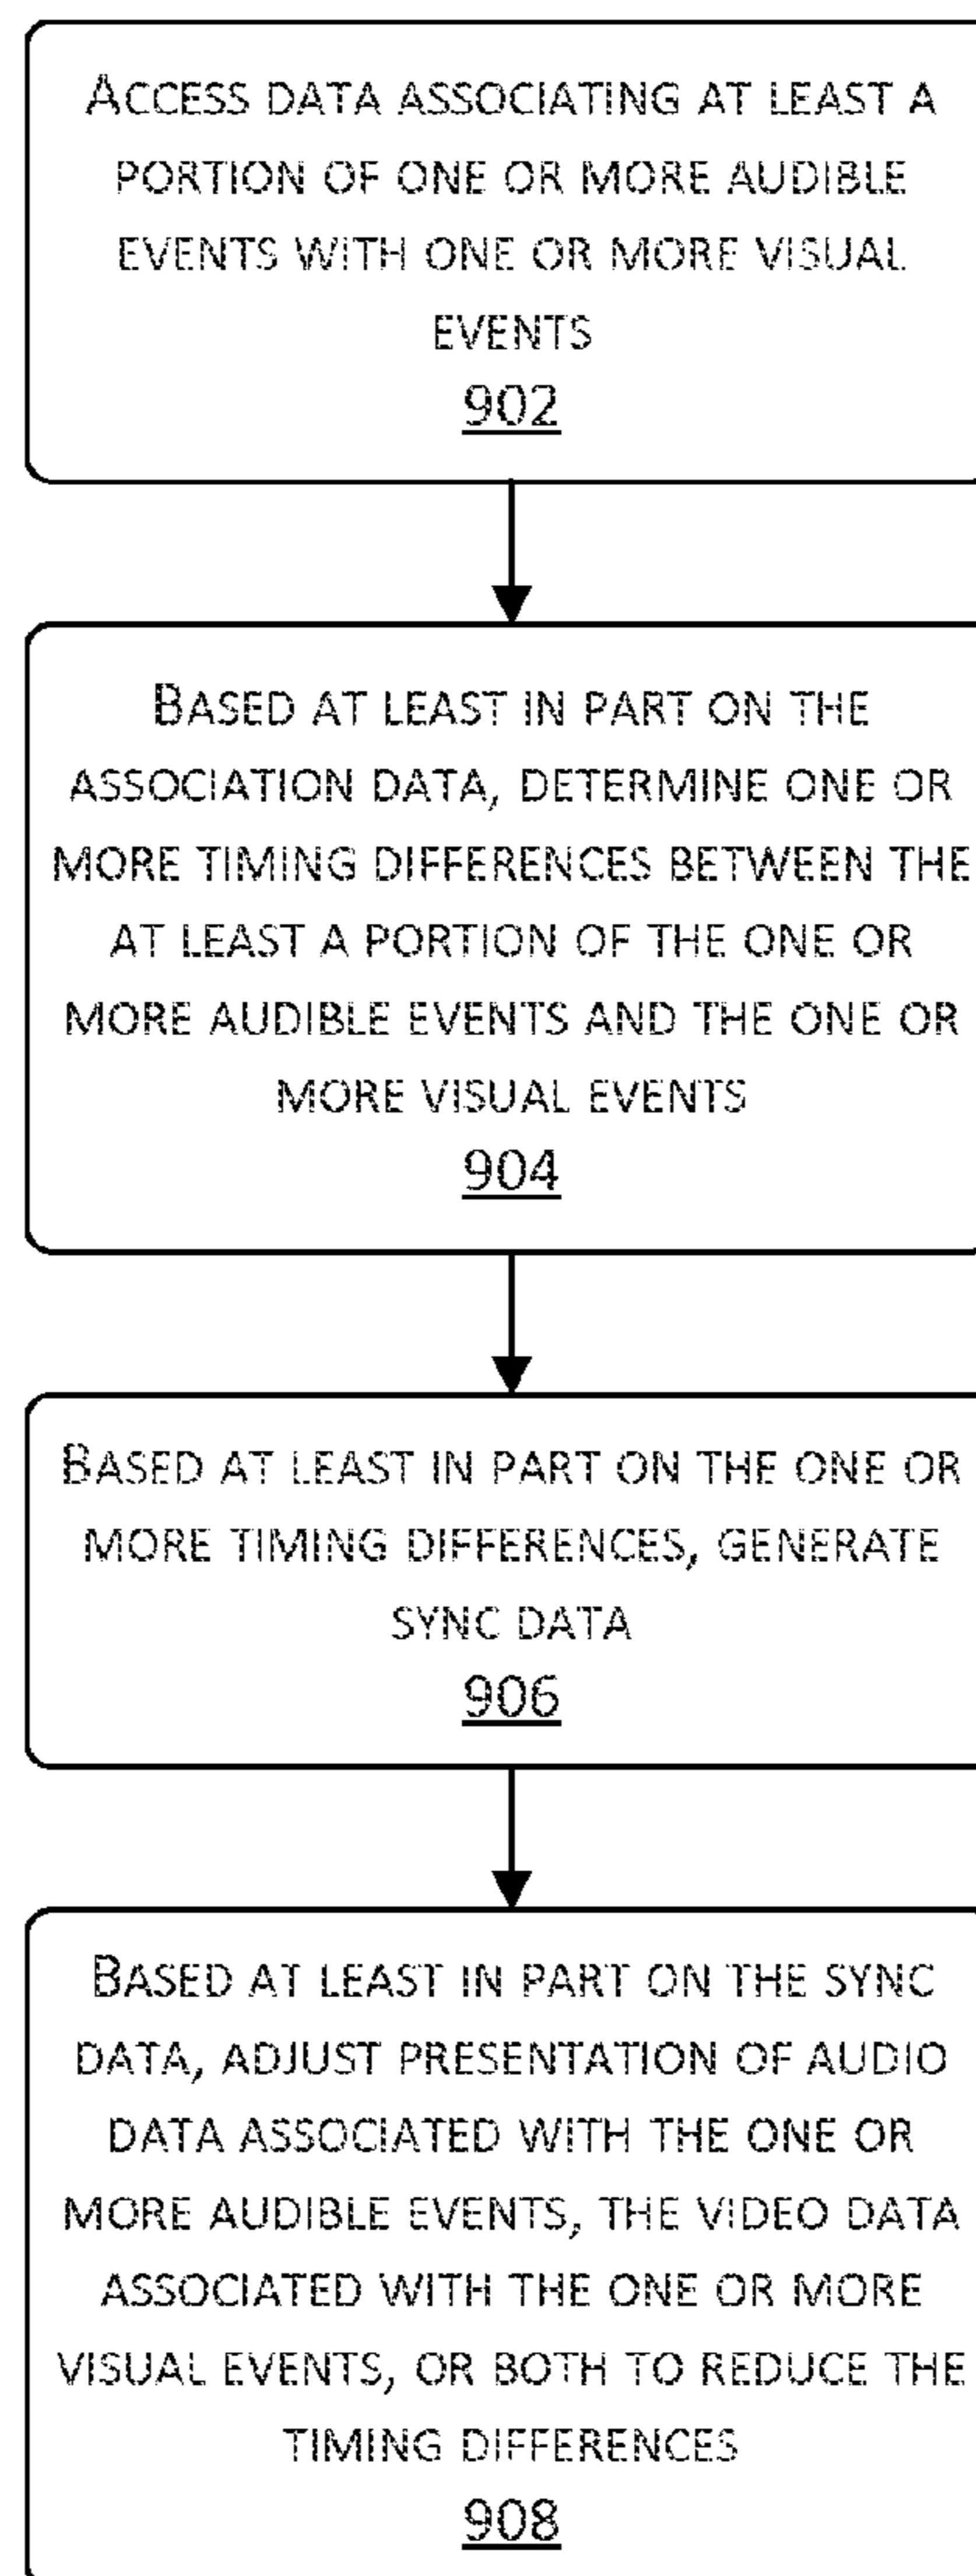 ACCESS DATA ASSOCIATING AT LEAST A
PORTION OF ONE OR MORE AUDIBLE
EVENTS WITH ONE OR MORE VISUAL
EVENTS
902
BASED AT LEAST IN PART ON THE
ASSOCIATION DATA, DETERMINE ONE OR
MORE TIMING DIFFERENCES BETWEEN THE
AT LEAST A PORTION OF THE ONE OR
MORE AUDIBLE EVENTS AND THE ONE OR
MORE VISUAL EVENTS
904
BASED AT LEAST IN PART ON THE ONE OR
MORE TIMING DIFFERENCES, GENERATE
SYNC DATA
906
BASED AT LEAST IN PART ON THE SYNC
DATA, ADJUST PRESENTATION OF AUDIO
DATA ASSOCIATED WITH THE ONE OR
MORE AUDIBLE EVENTS, THE VIDEO DATA
ASSOCIATED WITH THE ONE OR MORE
VISUAL EVENTS, OR BOTH TO REDUCE THE
TIMING DIFFERENCES
908